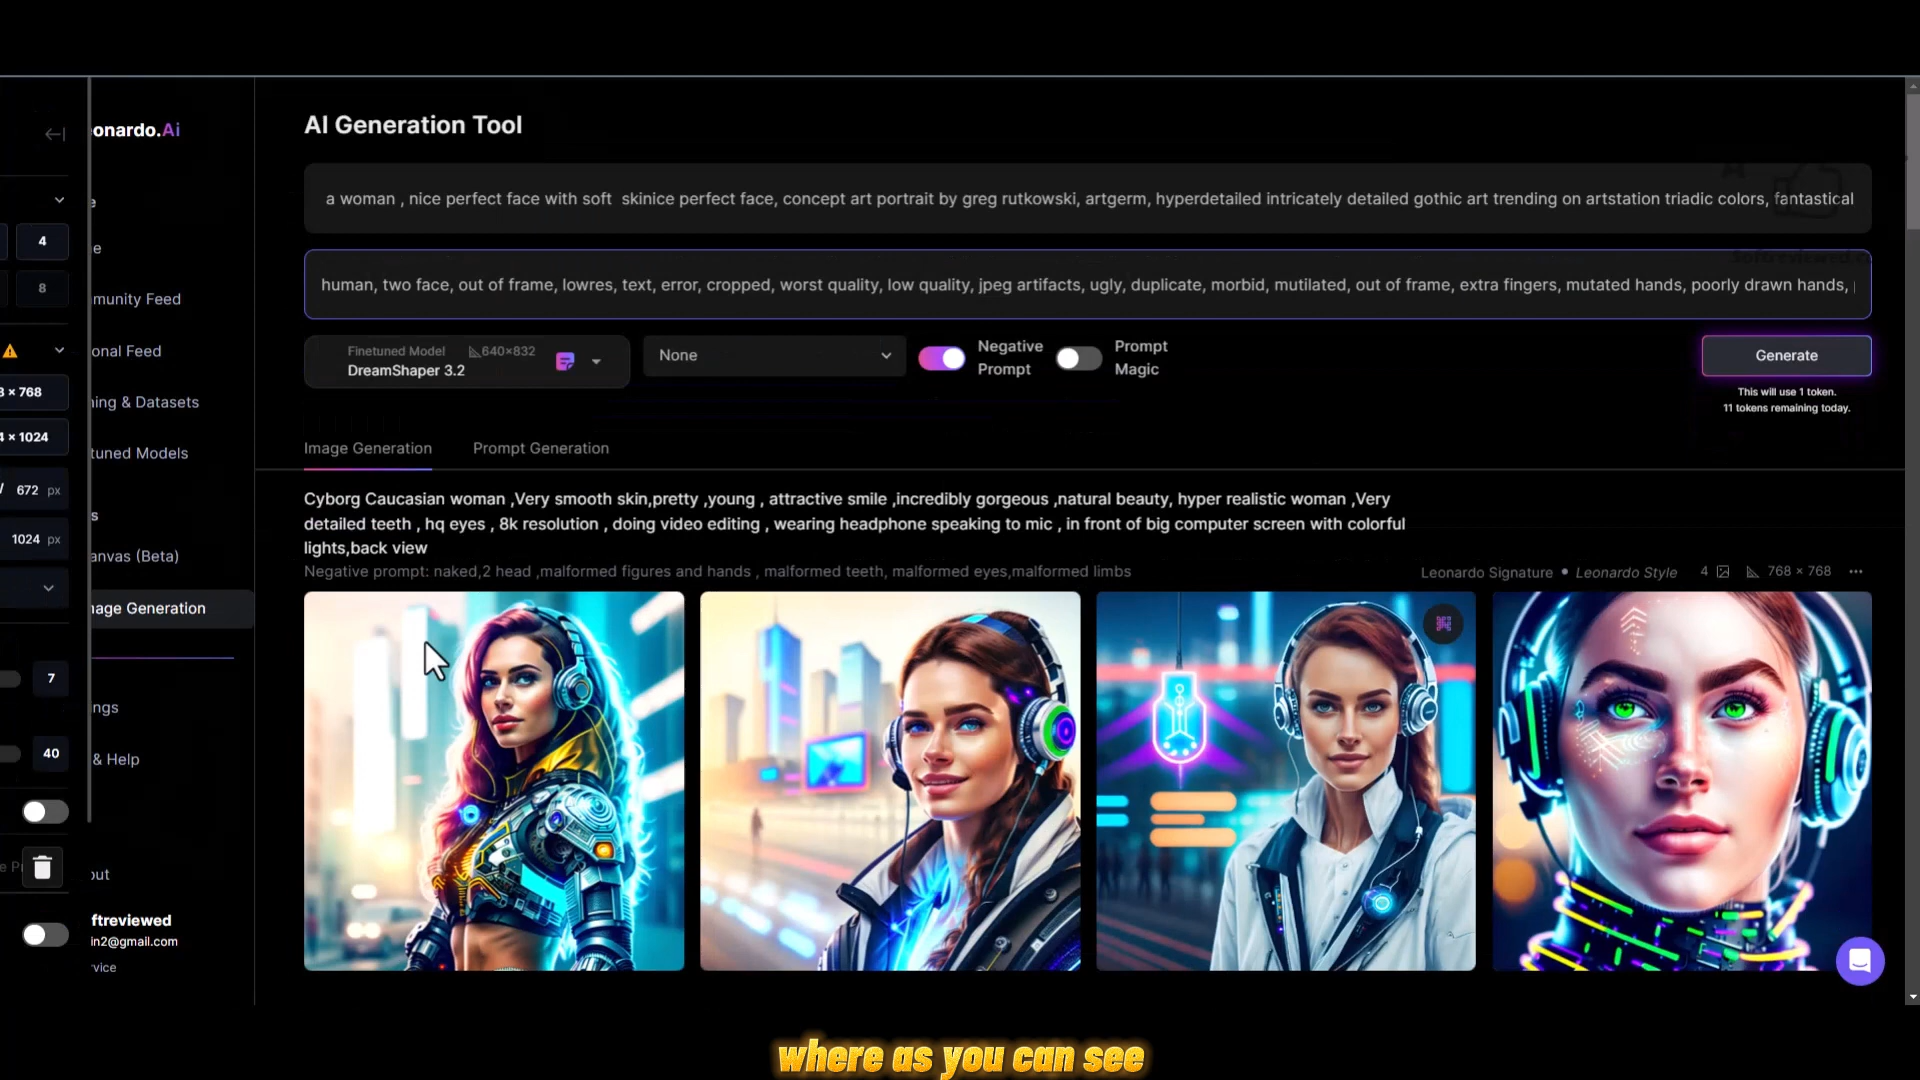 onardo.Ai
AI Generation Tool
a woman , nice perfect face with soft  skinice perfect face, concept art portrait by greg rutkowski, artgerm, hyperdetailed intricately detailed gothic art trending on artstation triadic colors, fantastical
human, two face, out of frame, lowres, text, error, cropped, worst quality, low quality, jpeg artifacts, ugly, duplicate, morbid, mutilated, out of frame, extra fingers, mutated hands, poorly drawn hands,
Finetuned Model 640×832
DreamShaper 3.2
None
Negative
Prompt
Prompt
Magic
Generate
This will use 1 token.
11 tokens remaining today.
Image Generation
Prompt Generation
Cyborg Caucasian woman ,Very smooth skin,pretty ,young , attractive smile ,incredibly gorgeous ,natural beauty, hyper realistic woman ,Very
detailed teeth , hq eyes , 8k resolution , doing video editing , wearing headphone speaking to mic , in front of big computer screen with colorful
lights,back view
Negative prompt: naked,2 head ,malformed figures and hands , malformed teeth, malformed eyes,malformed limbs
Leonardo Signature • Leonardo Style 4 768 × 768 ···
4
8
× 768
× 1024
672 px
1024 px
7
40
e
e
munity Feed
onal Feed
ning & Datasets
tuned Models
s
anvas (Beta)
mage Generation
ngs
& Help
out
ftreviewed
in2@gmail.com
rvice
where as you can see